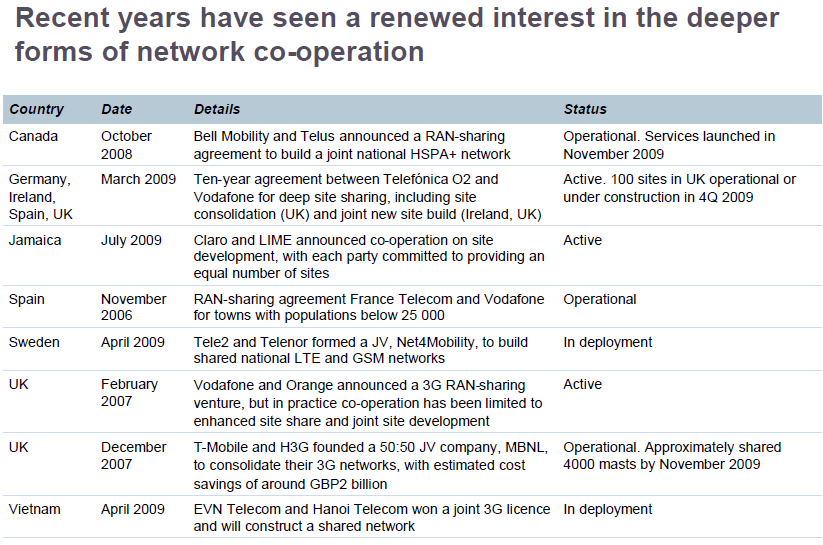 Recent years have seen a renewed interest in the deeper
forms of network co-operation
Country Date Details Status
Canada October 2008 Bell Mobility and Telus announced a RAN-sharing agreement to build a joint national HSPA+ network Operational. Services launched in November 2009
Germany, Ireland, Spain, UK March 2009 Ten-year agreement between Telefónica O2 and Vodafone for deep site sharing, including site consolidation (UK) and joint new site build (Ireland, UK) Active. 100 sites in UK operational or under construction in 4Q 2009
Jamaica July 2009 Claro and LIME announced co-operation on site development, with each party committed to providing an equal number of sites Active
Spain November 2006 RAN-sharing agreement France Telecom and Vodafone for towns with populations below 25 000 Operational
Sweden April 2009 Tele2 and Telenor formed a JV, Net4Mobility, to build shared national LTE and GSM networks In deployment
UK February 2007 Vodafone and Orange announced a 3G RAN-sharing venture, but in practice co-operation has been limited to enhanced site share and joint site development Active
UK December 2007 T-Mobile and H3G founded a 50:50 JV company, MBNL, to consolidate their 3G networks, with estimated cost savings of around GBP2 billion Operational. Approximately shared 4000 masts by November 2009
Vietnam April 2009 EVN Telecom and Hanoi Telecom won a joint 3G licence and will construct a shared network In deployment